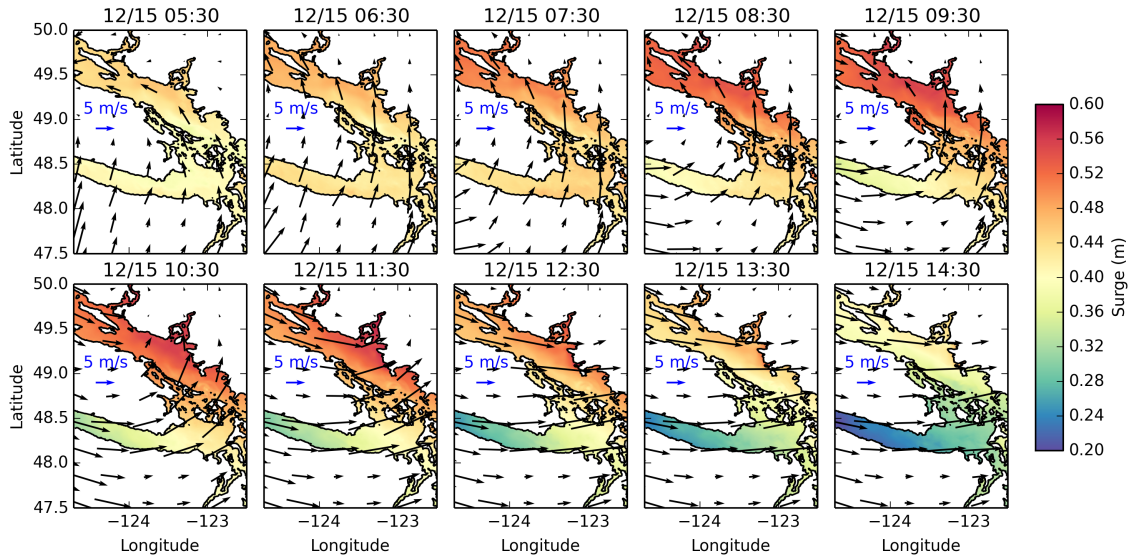 12/15 05:30 12/15 06:30 12/15 07:30 12/15 08:30 12/15 09:30
50.0
49.5
5 m/s 5 m/s 5 m/s 5 m/s 5 m/s
49.0
48.5
48.0
47.5
Latitude
12/15 10:30 12/15 11:30 12/15 12:30 12/15 13:30 12/15 14:30
50.0
49.5
5 m/s 5 m/s 5 m/s 5 m/s 5 m/s
49.0
48.5
48.0
47.5
Latitude
−124 −123 −124 −123 −124 −123 −124 −123 −124 −123
Longitude Longitude Longitude Longitude Longitude
0.60
0.56
0.52
0.48
0.44
0.40
0.36
0.32
0.28
0.24
0.20
Surge (m)